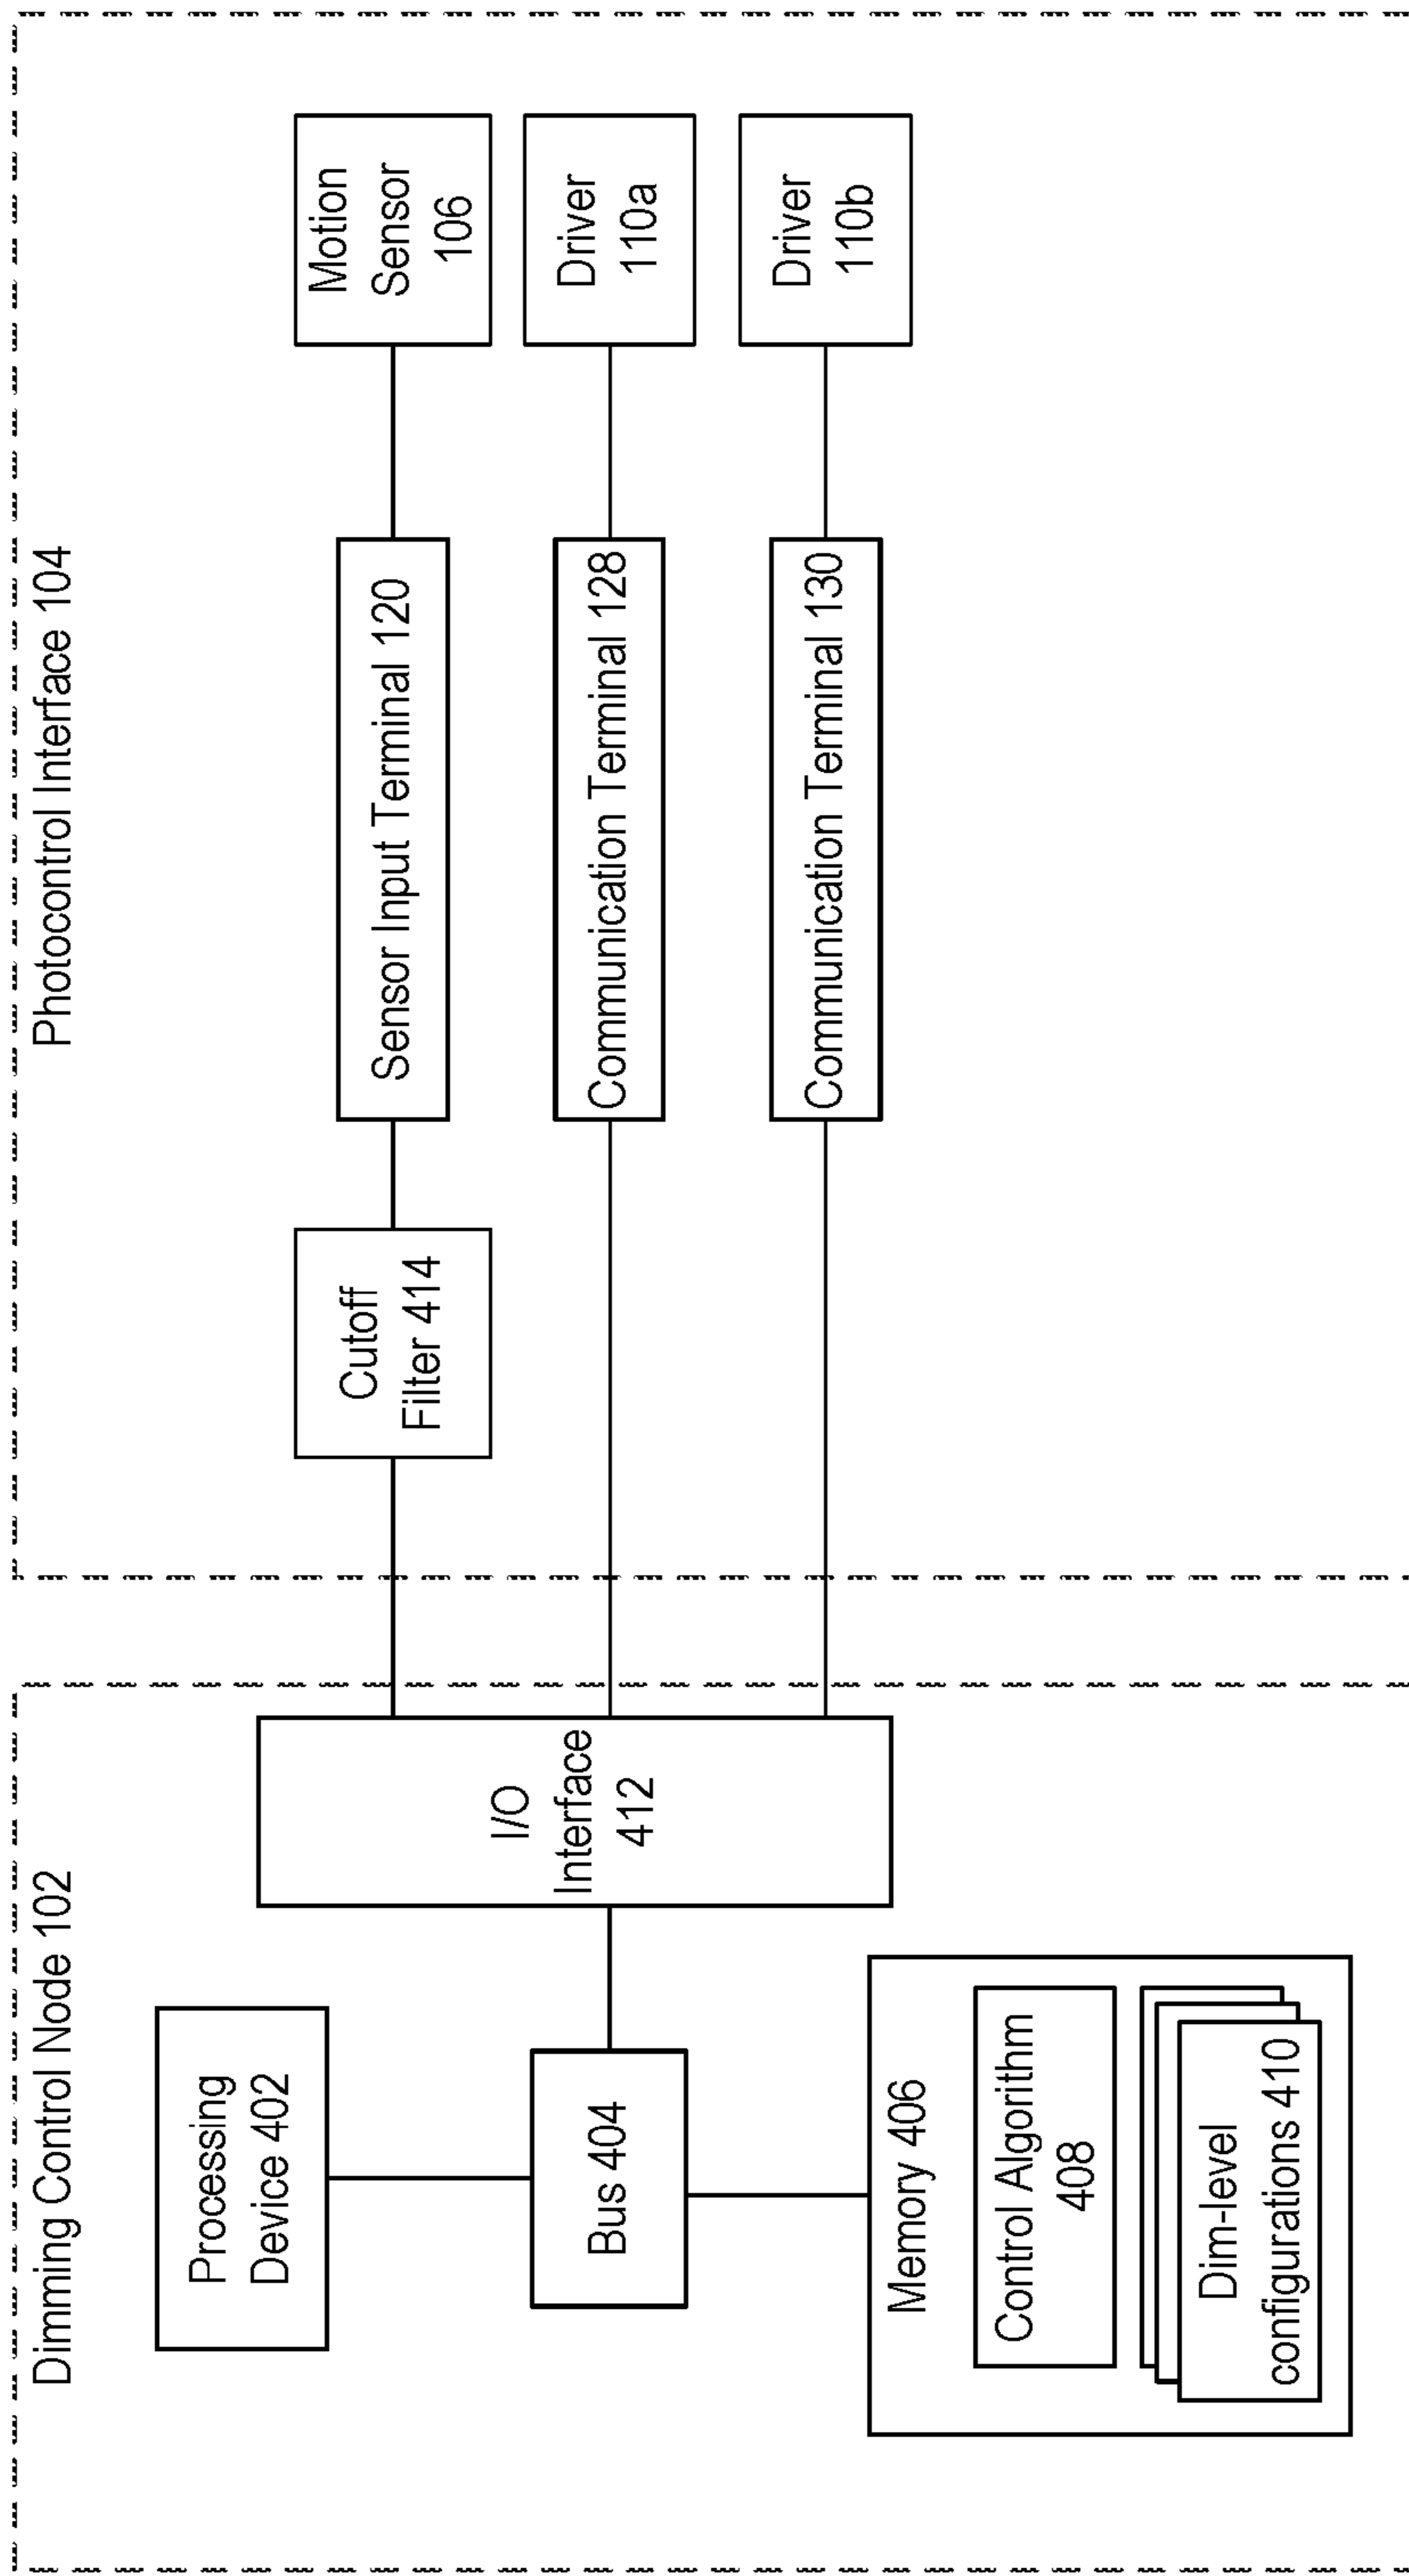 Dimming Control Node 102
Processing
Device 402
Bus 404
Memory 406
Control Algorithm
408
Dim-level
configurations 410
I/O
Interface
412
Photocontrol Interface 104
Cutoff
Filter 414
Sensor Input Terminal 120
Motion
Sensor
106
Communication Terminal 128
Driver
110a
Communication Terminal 130
Driver
110b